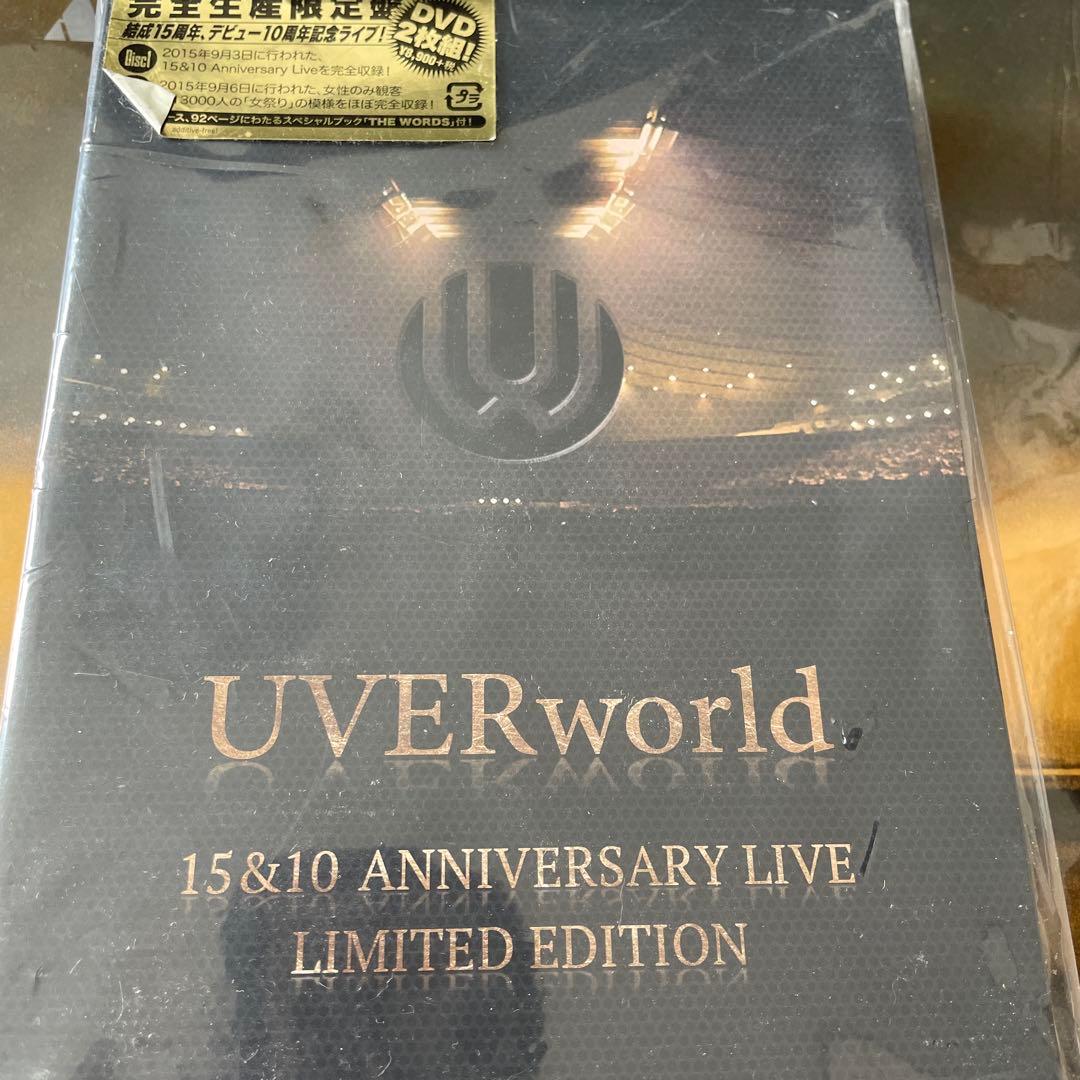 完全生産限定盤
結成15周年、デビュー10周年記念ライブ!
DVD
2枚組!
Disc1
2015年9月3日に行われた、
15&10 Anniversary Liveを完全収録!
2015年9月6日に行われた、女性のみ観客
3000人の「女祭り」の模様をほぼ完全収録!
ース、92ページにわたるスペシャルブック「THE WORDS」付!
additive-free!
プラ
UVERworld
15&10 ANNIVERSARY LIVE
LIMITED EDITION